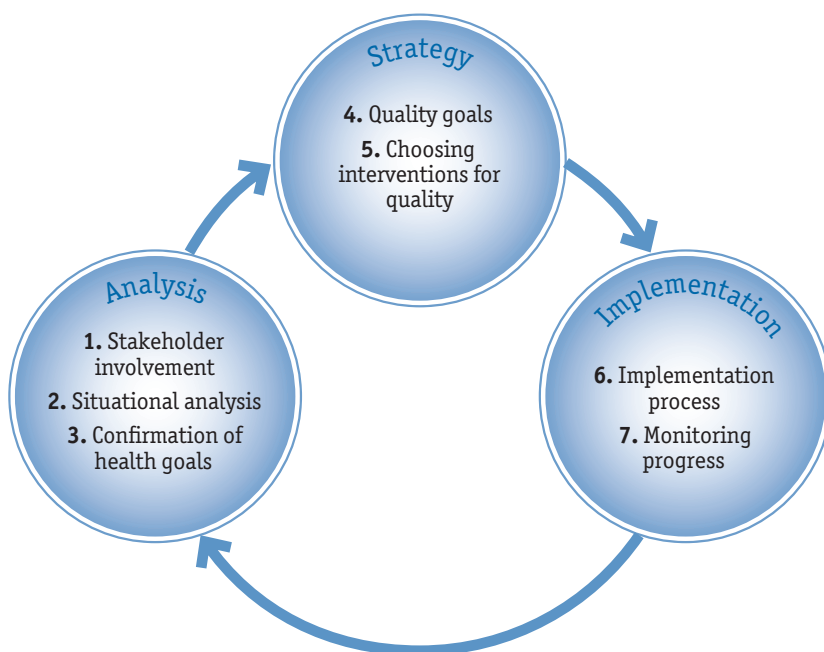 Strategy
4. Quality goals
5. Choosing
interventions for
quality
Analysis
1. Stakeholder
involvement
2. Situational analysis
3. Confirmation of
health goals
Implementation
6. Implementation
process
7. Monitoring
progress